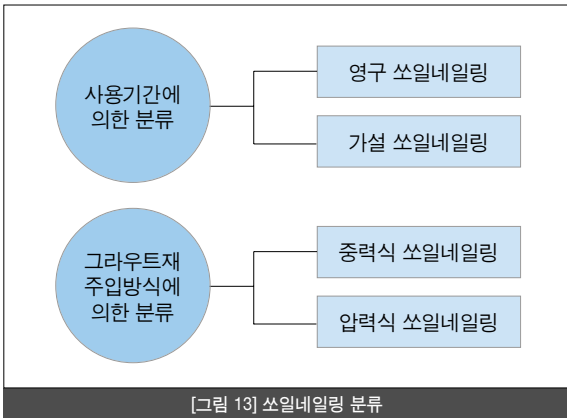 사용기간에
의한 분류
영구 쏘일네일링
가설 쏘일네일링
그라우트재
주입방식에
의한 분류
중력식 쏘일네일링
압력식 쏘일네일링
[그림 13] 쏘일네일링 분류